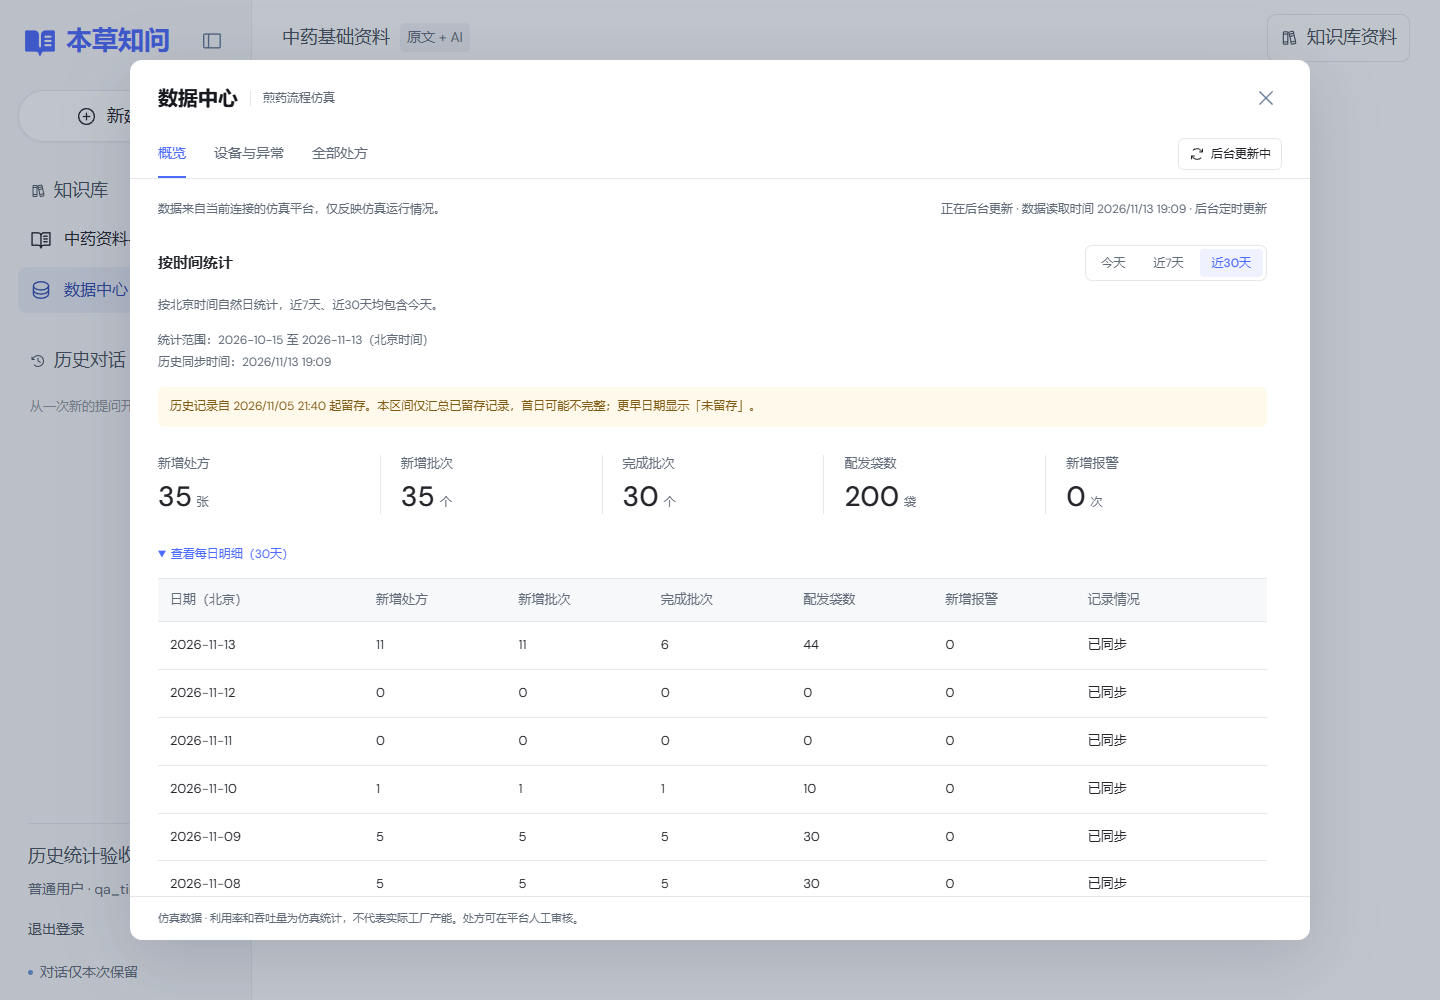 本草知问
中药基础资料 原文 + AI
知识库资料
新建
知识库
中药资料
数据中心
历史对话
从一次新的提问开
历史统计验收
普通用户 · qa_ti
退出登录
对话仅本次保留
数据中心 煎药流程仿真
概览 设备与异常 全部处方
后台更新中
数据来自当前连接的仿真平台，仅反映仿真运行情况。
正在后台更新 · 数据读取时间 2026/11/13 19:09 · 后台定时更新
按时间统计
今天 近7天 近30天
按北京时间自然日统计，近7天、近30天均包含今天。
统计范围：2026-10-15 至 2026-11-13（北京时间）
历史同步时间：2026/11/13 19:09
历史记录自 2026/11/05 21:40 起留存。本区间仅汇总已留存记录，首日可能不完整；更早日期显示「未留存」。
新增处方 新增批次 完成批次 配发袋数 新增报警
35 张 35 个 30 个 200 袋 0 次
▼ 查看每日明细（30天）
日期（北京） 新增处方 新增批次 完成批次 配发袋数 新增报警 记录情况
2026-11-13 11 11 6 44 0 已同步
2026-11-12 0 0 0 0 0 已同步
2026-11-11 0 0 0 0 0 已同步
2026-11-10 1 1 1 10 0 已同步
2026-11-09 5 5 5 30 0 已同步
2026-11-08 5 5 5 30 0 已同步
仿真数据 · 利用率和吞吐量为仿真统计，不代表实际工厂产能。处方可在平台人工审核。